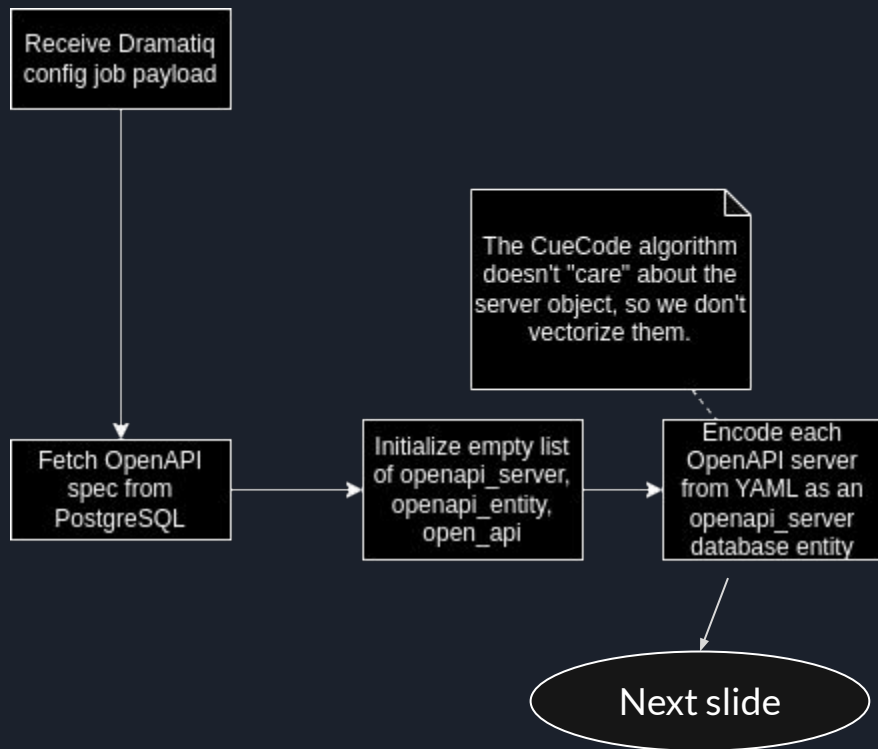 Receive Dramatiq
config job payload
The CueCode algorithm
doesn't "care" about the
server object, so we don't
vectorize them.
Fetch OpenAPI
spec from
PostgreSQL
Initialize empty list
of openapi_server,
openapi_entity,
open_api
Encode each
OpenAPI server
from YAML as an
openapi_server
database entity
Next slide